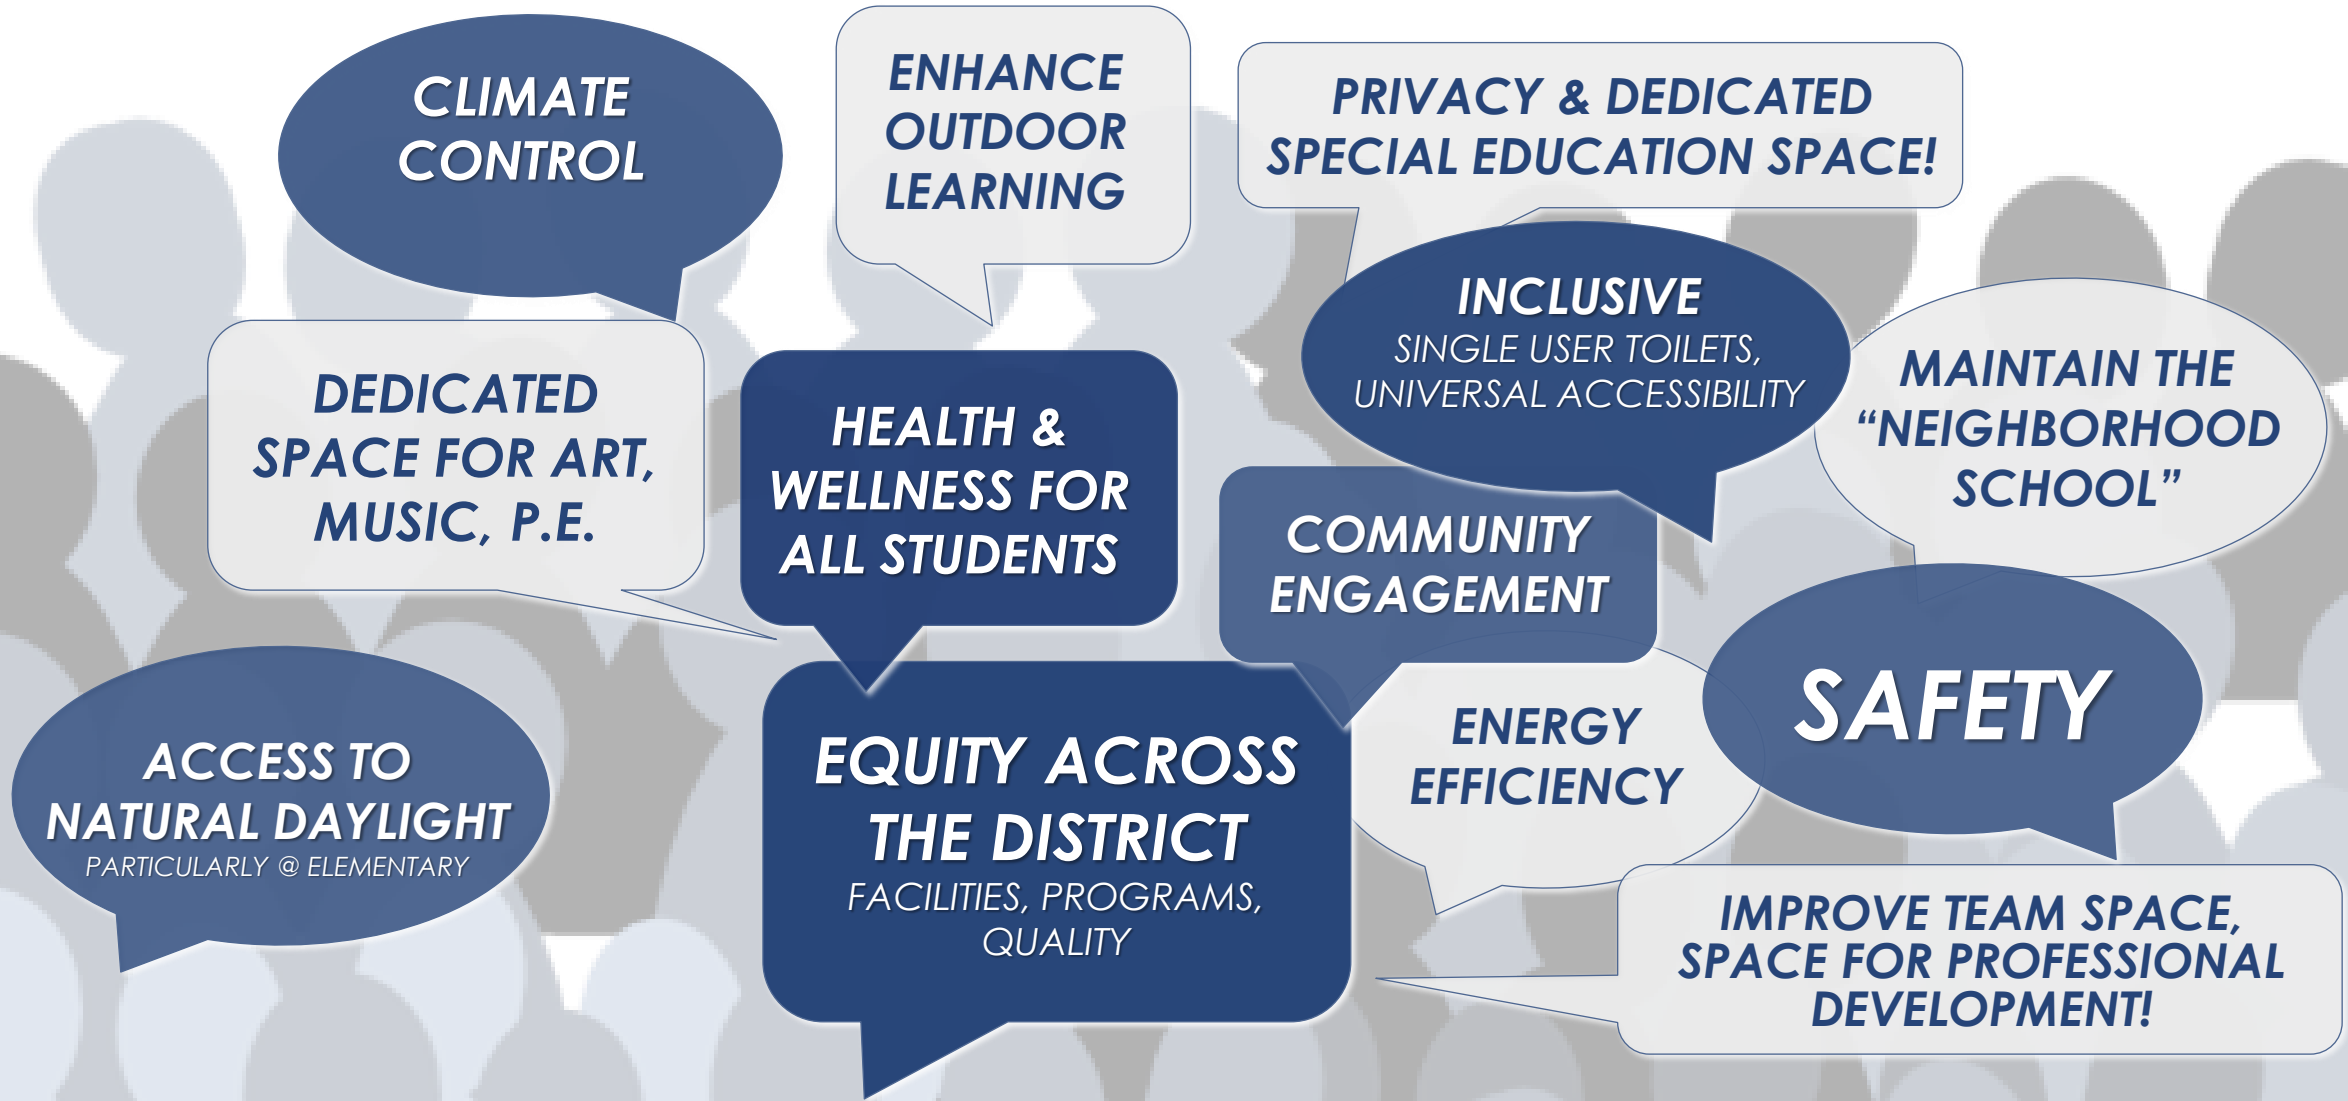 CLIMATE
CONTROL
ENHANCE
OUTDOOR
LEARNING
PRIVACY & DEDICATED
SPECIAL EDUCATION SPACE!
INCLUSIVE
SINGLE USER TOILETS,
UNIVERSAL ACCESSIBILITY
MAINTAIN THE
“NEIGHBORHOOD
SCHOOL”
DEDICATED
SPACE FOR ART,
MUSIC, P.E.
HEALTH &
WELLNESS FOR
ALL STUDENTS
COMMUNITY
ENGAGEMENT
SAFETY
ENERGY
EFFICIENCY
ACCESS TO
NATURAL DAYLIGHT
PARTICULARLY @ ELEMENTARY
EQUITY ACROSS
THE DISTRICT
FACILITIES, PROGRAMS,
QUALITY
IMPROVE TEAM SPACE,
SPACE FOR PROFESSIONAL
DEVELOPMENT!